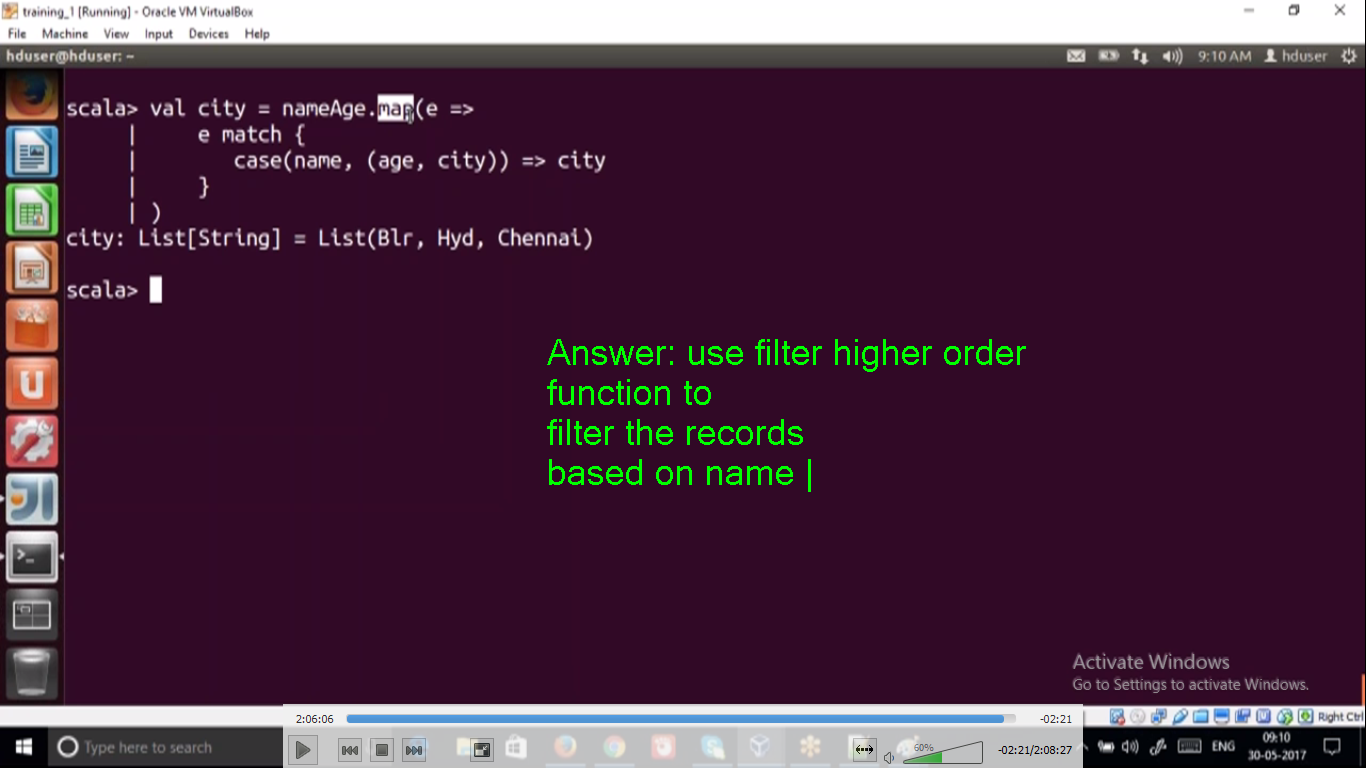 training_1 [Running] - Oracle VM VirtualBox
File Machine View Input Devices Help
hduser@hduser: ~
9:10 AM hduser
scala> val city = nameAge.map(e =>
| e match {
| case(name, (age, city)) => city
| }
| )
city: List[String] = List(Blr, Hyd, Chennai)
scala>
Answer: use filter higher order
function to
filter the records
based on name |
Activate Windows
Go to Settings to activate Windows.
Right Ctrl
2:06:06 -02:21
Type here to search
60%
-02:21/2:08:27
ENG
09:10
30-05-2017